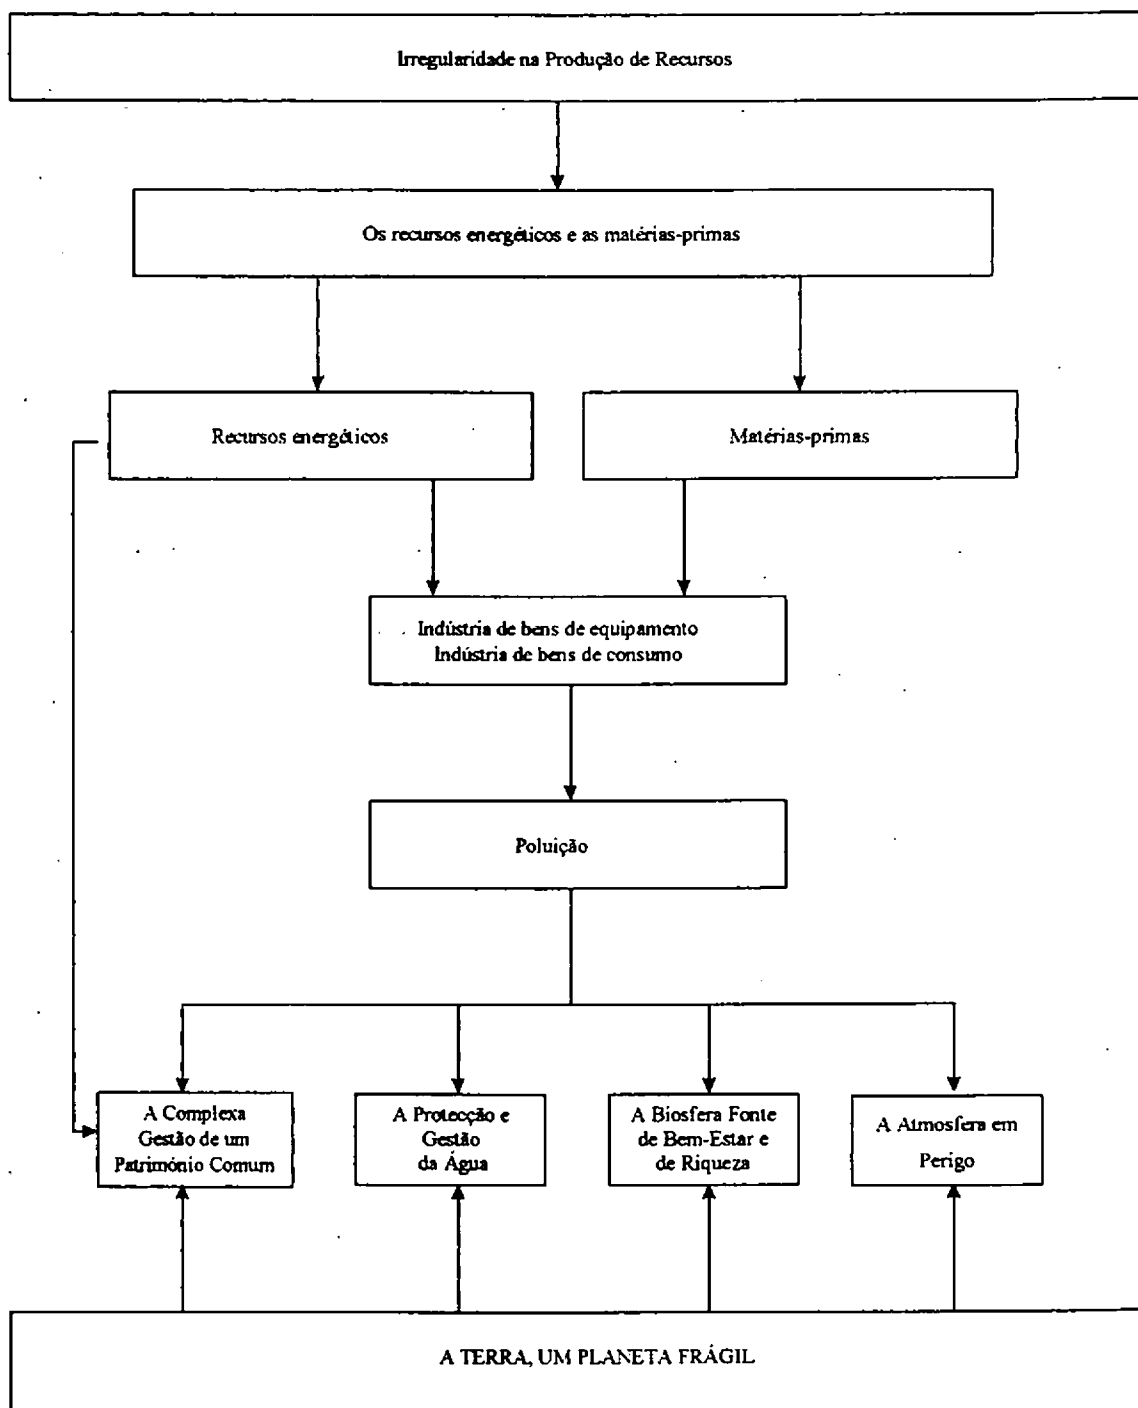 Irregularidade na Produção de Recursos
Os recursos energéticos e as matérias-primas
Recursos energéticos
Matérias-primas
Indústria de bens de equipamento
Indústria de bens de consumo
Poluição
A Complexa
Gestão de um
Património Comum
A Protecção e
Gestão
da Água
A Biosfera Fonte
de Bem-Estar e
de Riqueza
A Atmosfera em
Perigo
A TERRA, UM PLANETA FRÁGIL